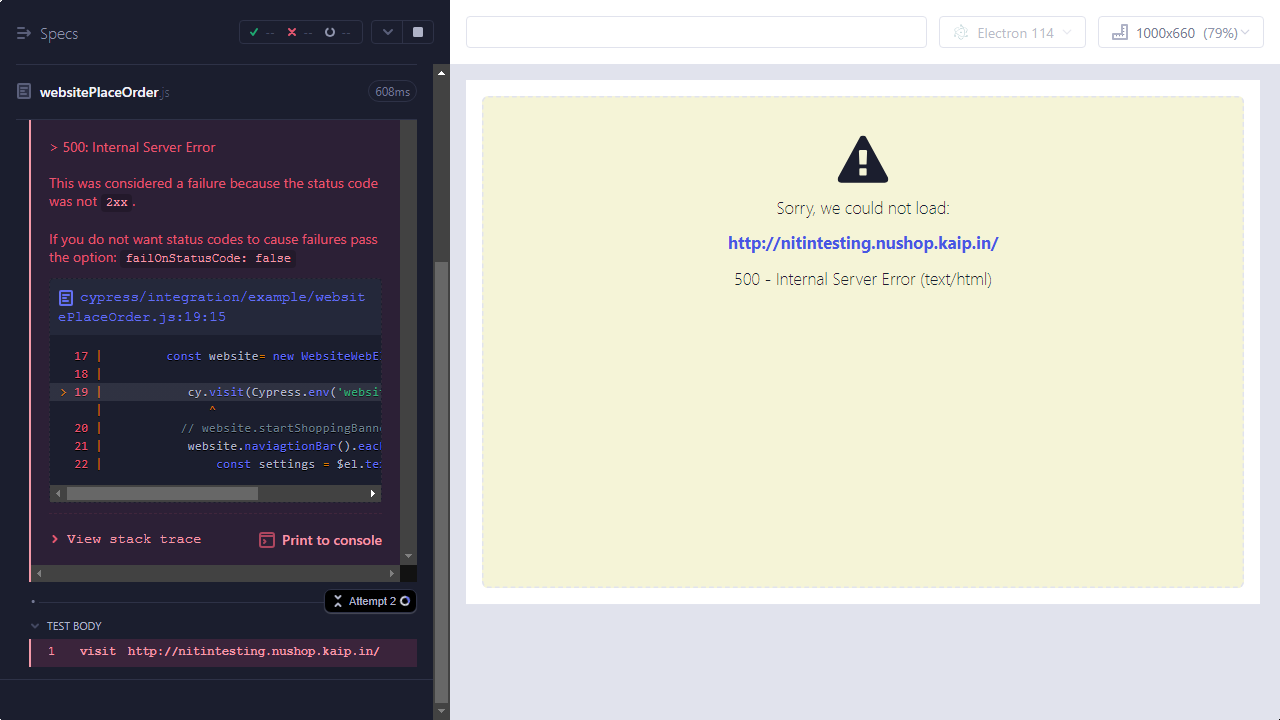 Specs
-- -- --
websitePlaceOrder.js
608ms
> 500: Internal Server Error
This was considered a failure because the status code
was not 2xx.
If you do not want status codes to cause failures pass
the option: failOnStatusCode: false
cypress/integration/example/websit
ePlaceOrder.js:19:15
17 | const website= new WebsiteWebE
18 |
> 19 | cy.visit(Cypress.env('websit
| ^
20 | // website.startShoppingBanne
21 | website.naviagtionBar().each
22 | const settings = $el.tex
View stack trace
Print to console
Attempt 2
TEST BODY
1 visit http://nitintesting.nushop.kaip.in/
Electron 114
1000x660 (79%)
Sorry, we could not load:
http://nitintesting.nushop.kaip.in/
500 - Internal Server Error (text/html)